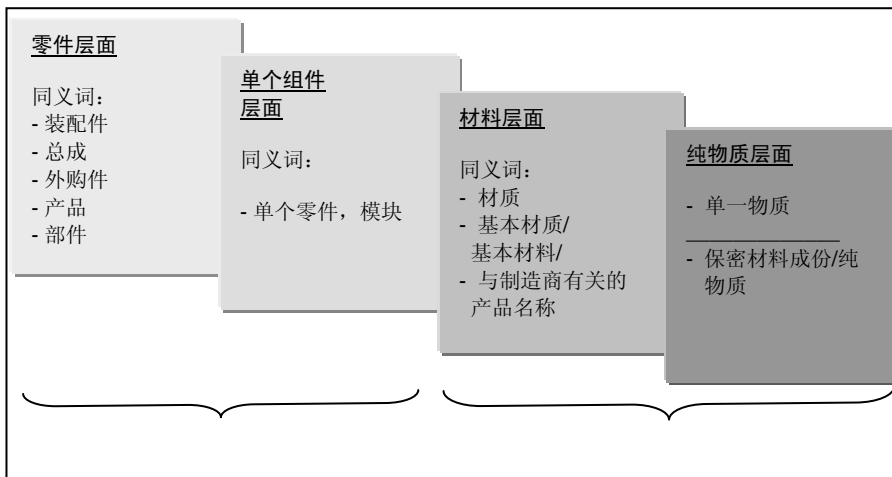 零件层面
同义词：
- 装配件
- 总成
- 外购件
- 产品
- 部件
单个组件
层面
同义词：
- 单个零件，模块
材料层面
同义词：
- 材质
- 基本材质/
基本材料/
- 与制造商有关的
产品名称
纯物质层面
- 单一物质
- 保密材料成份/纯
物质